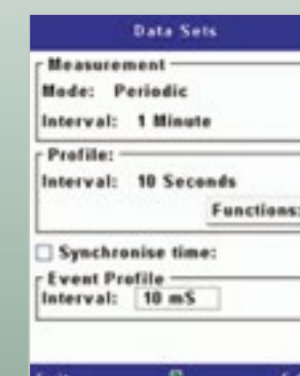 Data Sets
Measurement
Mode: Periodic
Interval: 1 Minute
Profile:
Interval: 10 Seconds
Functions:
Synchronise time:
Event Profile
Interval: 10 mS